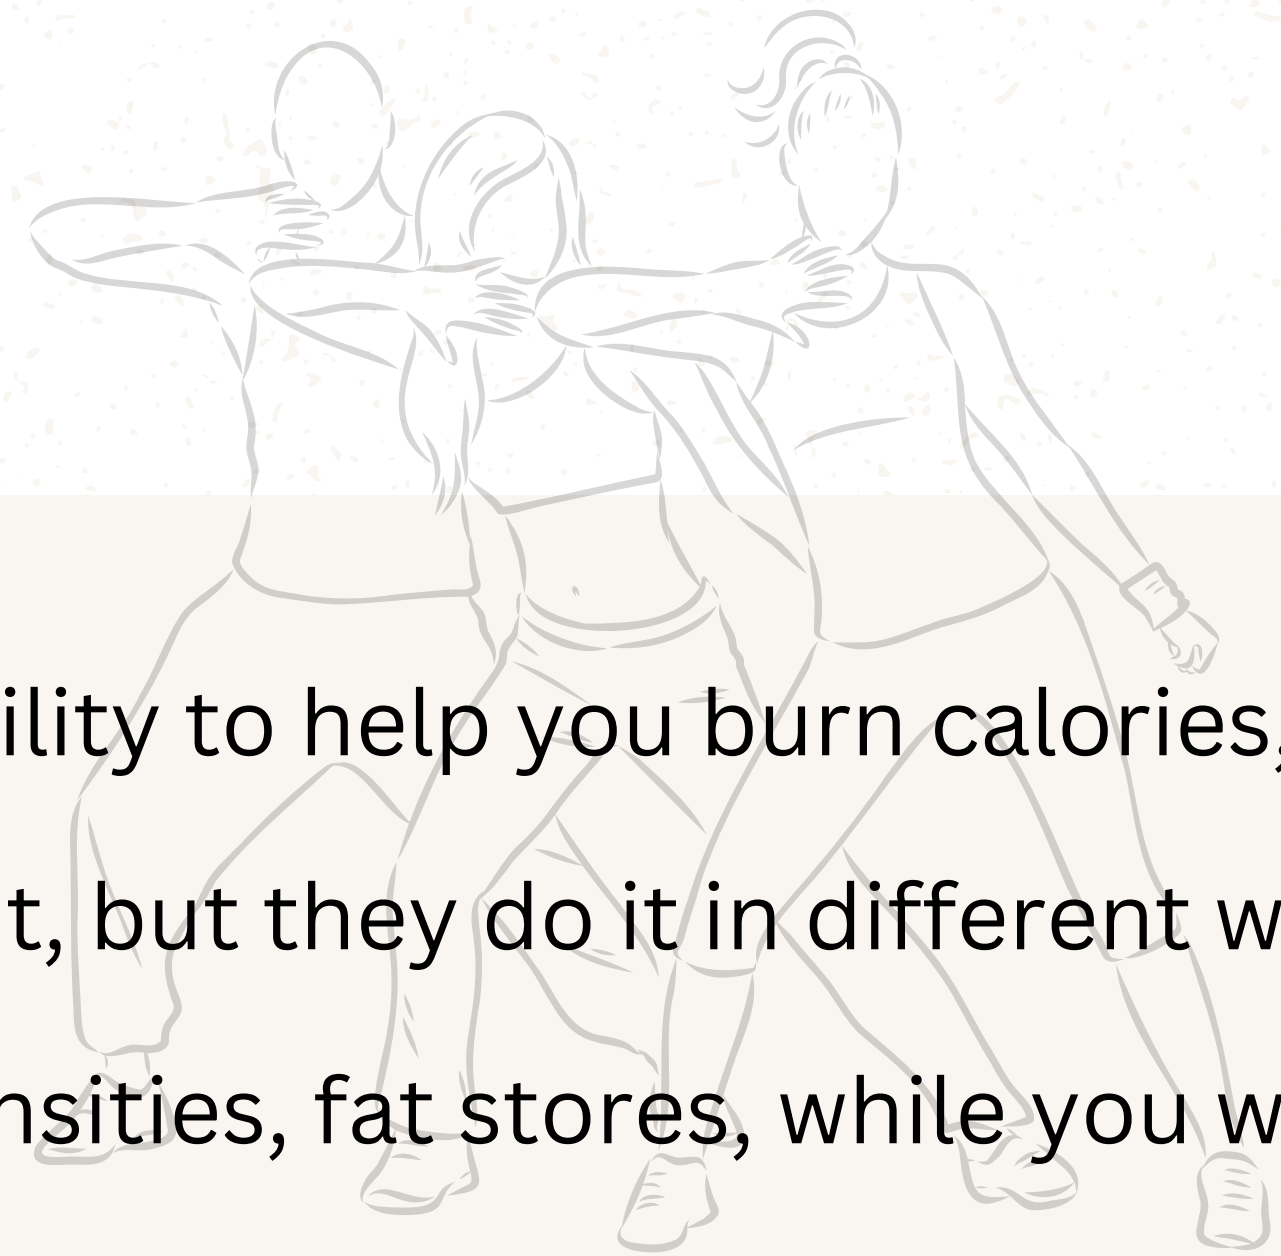 ility to help you burn calories,
t, but they do it in different w
nsities, fat stores, while you w